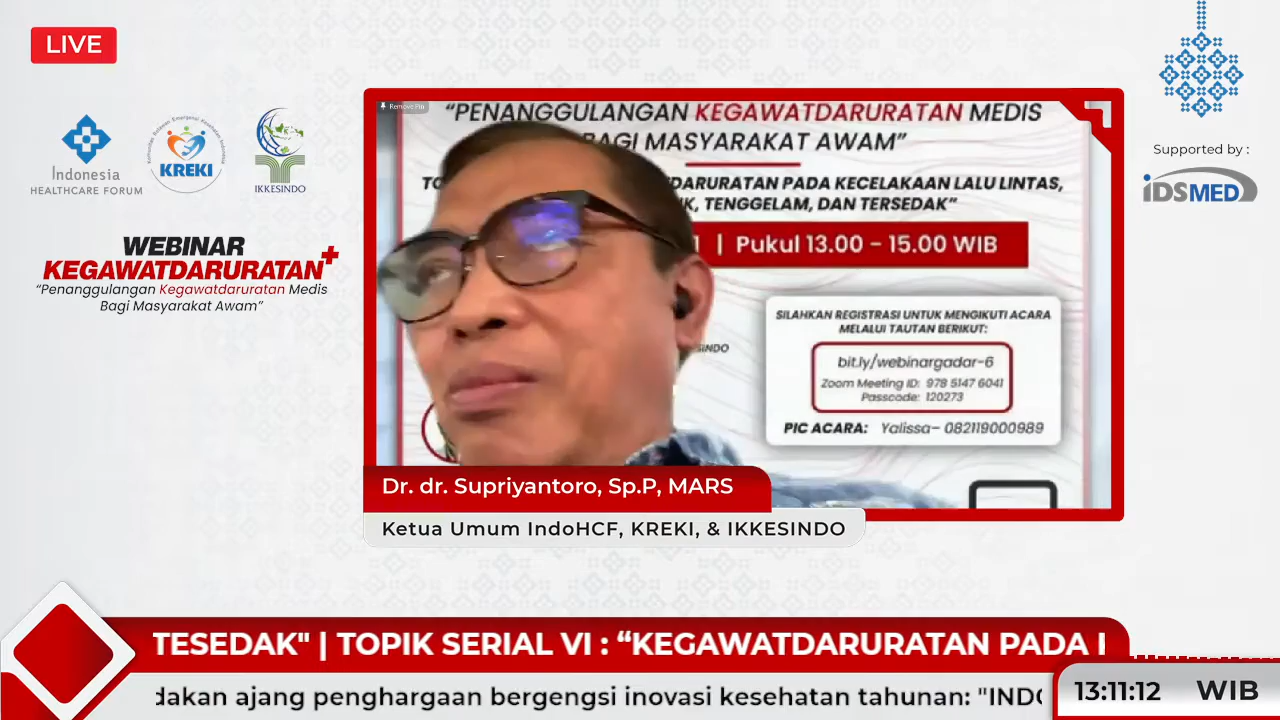 LIVE
Indonesia
HEALTHCARE FORUM
KREKI
IKKESINDO
WEBINAR
KEGAWATDARURATAN
“Penanggulangan Kegawatdaruratan Medis
Bagi Masyarakat Awam”
Remove Pin
“PENANGGULANGAN KEGAWATDARURATAN MEDIS
BAGI MASYARAKAT AWAM”
DARURATAN PADA KECELAKAAN LALU LINTAS,
TENGGELAM, DAN TERSEDAK”
| Pukul 13.00 – 15.00 WIB
SILAHKAN REGISTRASI UNTUK MENGIKUTI ACARA
MELALUI TAUTAN BERIKUT:
bit.ly/webinargadar-6
Zoom Meeting ID: 978 5147 6041
Passcode: 120273
PIC ACARA: Yalissa– 082119000989
Supported by :
iDSMED
Dr. dr. Supriyantoro, Sp.P, MARS
Ketua Umum IndoHCF, KREKI, & IKKESINDO
TESEDAK" | TOPIK SERIAL VI : “KEGAWATDARURATAN PADA
dakan ajang penghargaan bergengsi inovasi kesehatan tahunan: "INDO
13:11:12 WIB